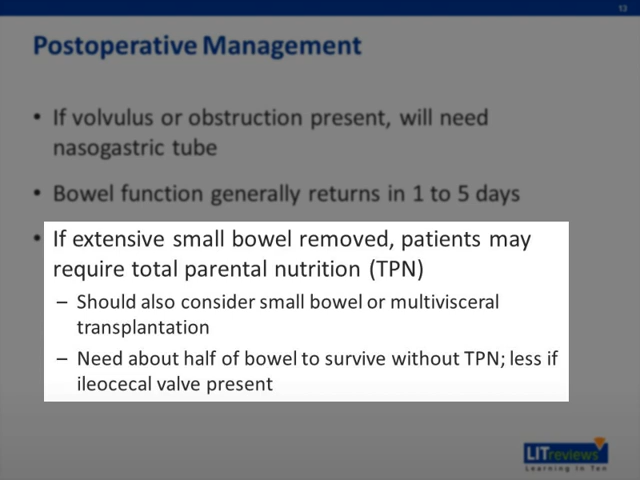 13
Postoperative Management
• If volvulus or obstruction present, will need
nasogastric tube
• Bowel function generally returns in 1 to 5 days
• If extensive small bowel removed, patients may
require total parental nutrition (TPN)
– Should also consider small bowel or multivisceral
transplantation
– Need about half of bowel to survive without TPN; less if
ileocecal valve present
LITreviews
Learning in Ten